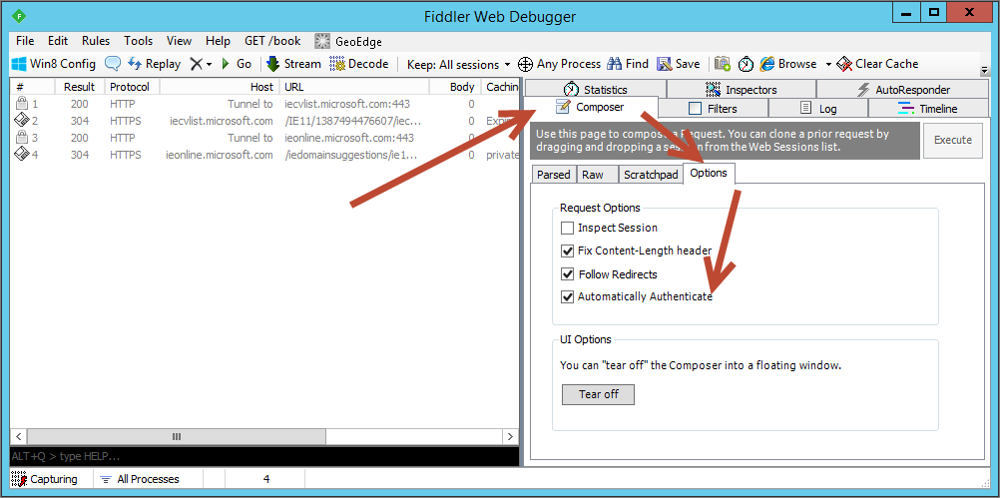 Fiddler Web Debugger
File Edit Rules Tools View Help GET /book GeoEdge
Win8 Config Replay Go Stream Decode Keep: All sessions Any Process Find Save Browse Clear Cache
# Result Protocol Host URL Body Cachin
1 200 HTTP Tunnel to iecvlist.microsoft.com:443 0
2 304 HTTPS iecvlist.microsoft.com /IE11/1387494476607/iec... 0
3 200 HTTP Tunnel to ieonline.microsoft.com:443 0
4 304 HTTPS ieonline.microsoft.com /iedomainsuggestions/ie1... 0 private
ALT+Q > type HELP...
Capturing All Processes 4
Statistics Inspectors AutoResponder
Composer Filters Log Timeline
Use this page to compose a Request. You can clone a prior request by
dragging and dropping a session from the Web Sessions list.
Execute
Parsed Raw Scratchpad Options
Request Options
Inspect Session
Fix Content-Length header
Follow Redirects
Automatically Authenticate
UI Options
You can "tear off" the Composer into a floating window.
Tear off